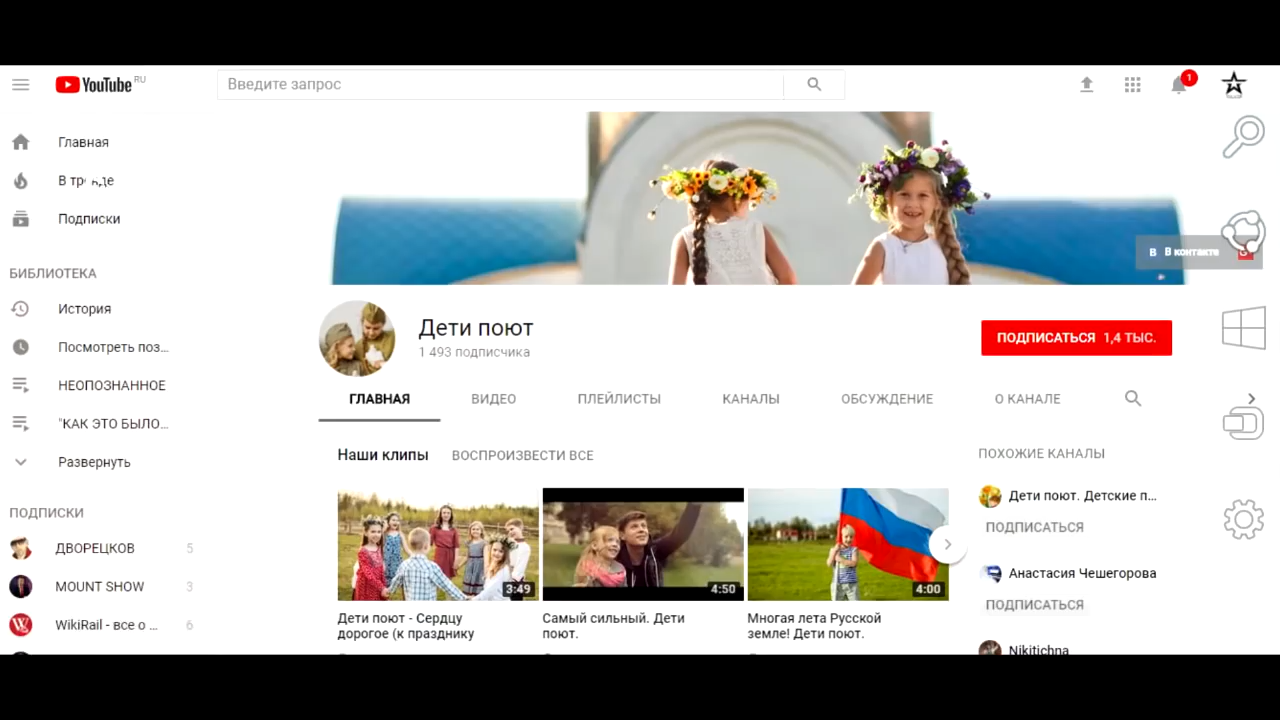 YouTube RU
Введите запрос
1
Главная
Подписки
БИБЛИОТЕКА
История
Посмотреть поз...
НЕОПОЗНАННОЕ
"КАК ЭТО БЫЛО...
Развернуть
ПОДПИСКИ
ДВОРЕЦКОВ 5
MOUNT SHOW 3
WikiRail - все о ... 6
В контакте
Дети поют
1 493 подписчика
ПОДПИСАТЬСЯ 1,4 ТЫС.
ГЛАВНАЯ ВИДЕО ПЛЕЙЛИСТЫ КАНАЛЫ ОБСУЖДЕНИЕ О КАНАЛЕ
Наши клипы ВОСПРОИЗВЕСТИ ВСЕ
3:49
Дети поют - Сердцу
дорогое (к празднику
4:50
Самый сильный. Дети
поют.
4:00
Многая лета Русской
земле! Дети поют.
ПОХОЖИЕ КАНАЛЫ
Дети поют. Детские п...
ПОДПИСАТЬСЯ
Анастасия Чешегорова
ПОДПИСАТЬСЯ
Nikitichna